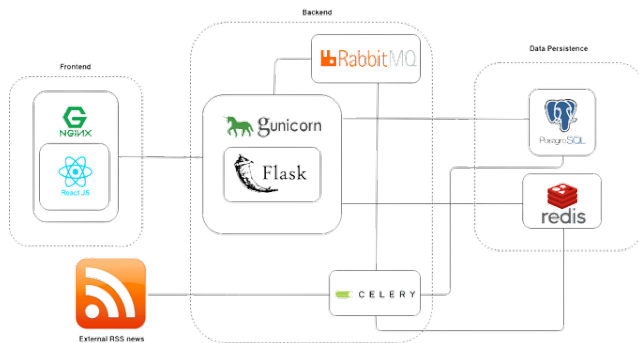 Backend
RabbitMQ
Data Persistence
Frontend
NGINX
gunicorn
PostgreSQL
React JS
Flask
redis
CELERY
External RSS news